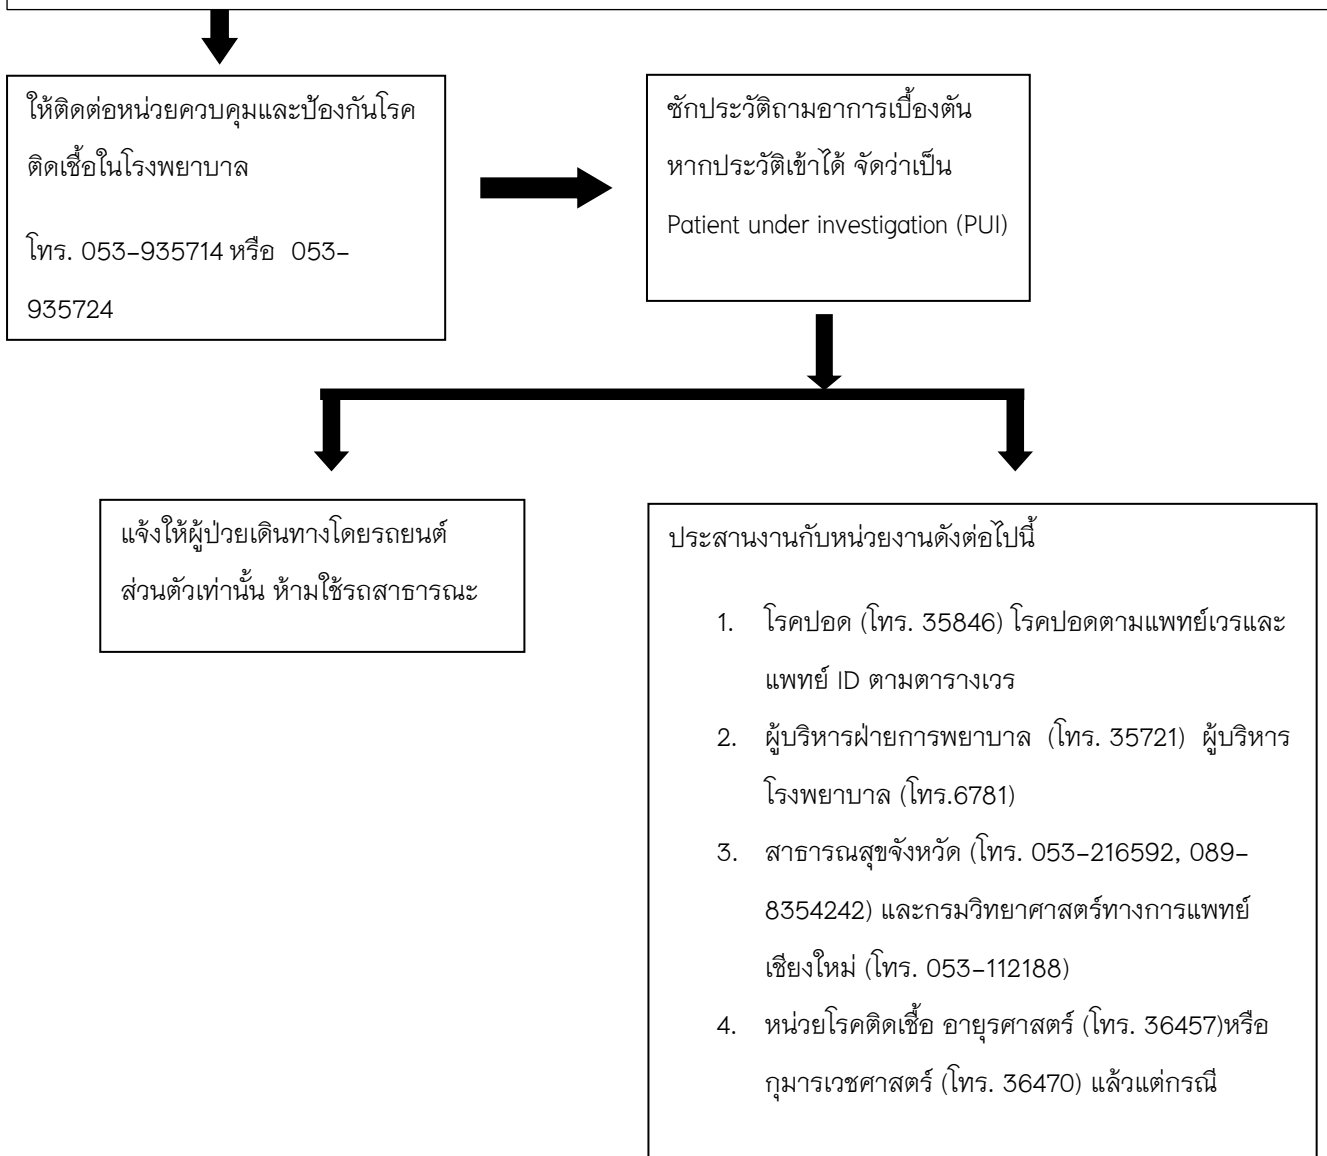 ให้ติดต่อหน่วยควบคุมและป้องกันโรค
ติดเชื้อในโรงพยาบาล
โทร. 053-935714 หรือ 053-
935724
ซักประวัติถามอาการเบื้องต้น
หากประวัติเข้าได้ จัดว่าเป็น
Patient under investigation (PUI)
แจ้งให้ผู้ป่วยเดินทางโดยรถยนต์
ส่วนตัวเท่านั้น ห้ามใช้รถสาธารณะ
ประสานงานกับหน่วยงานดังต่อไปนี้
1. โรคปอด (โทร. 35846) โรคปอดตามแพทย์เวรและ
แพทย์ ID ตามตารางเวร
2. ผู้บริหารฝ่ายการพยาบาล (โทร. 35721) ผู้บริหาร
โรงพยาบาล (โทร.6781)
3. สาธารณสุขจังหวัด (โทร. 053-216592, 089-
8354242) และกรมวิทยาศาสตร์ทางการแพทย์
เชียงใหม่ (โทร. 053-112188)
4. หน่วยโรคติดเชื้อ อายุรศาสตร์ (โทร. 36457)หรือ
กุมารเวชศาสตร์ (โทร. 36470) แล้วแต่กรณี